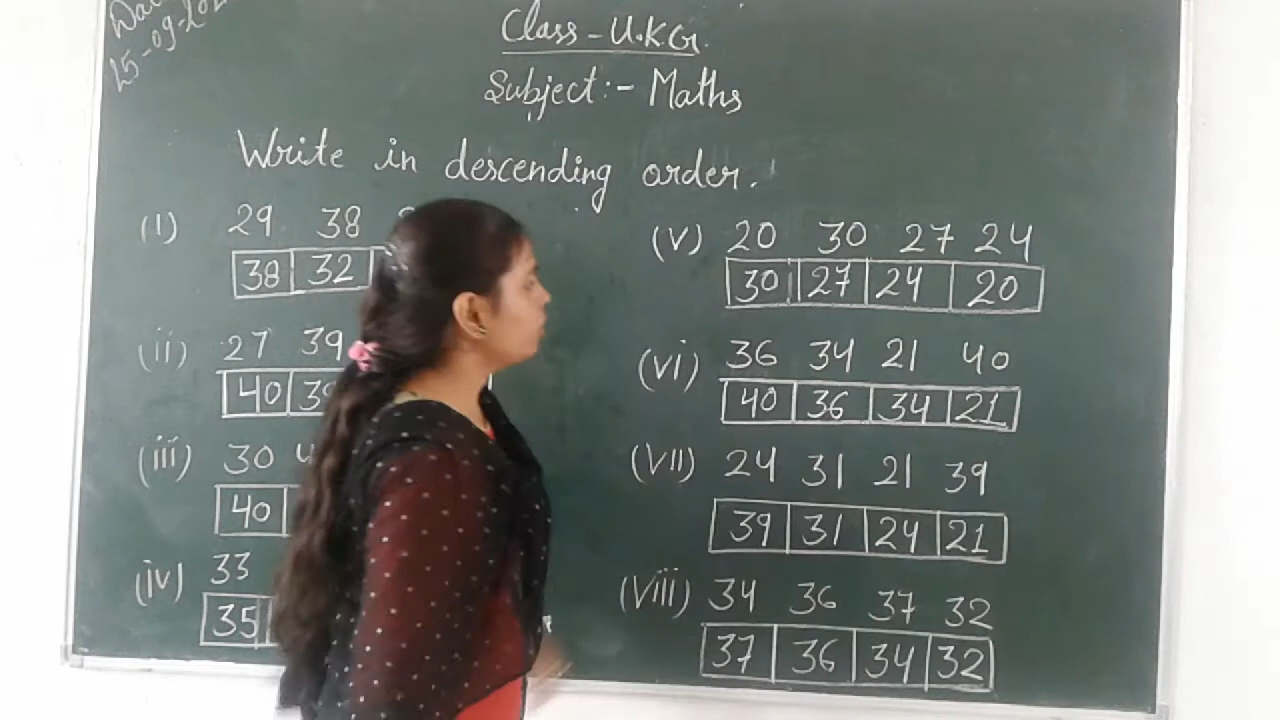 25-09-202
Class - U.K.G.
Subject :- Maths
Write in descending order.
(i) 29 38
38 32
(ii) 27 39
40 39
(iii) 30
40
(iv) 33
35
(v) 20 30 27 24
30 27 24 20
(vi) 36 34 21 40
40 36 34 21
(vii) 24 31 21 39
39 31 24 21
(viii) 34 36 37 32
37 36 34 32